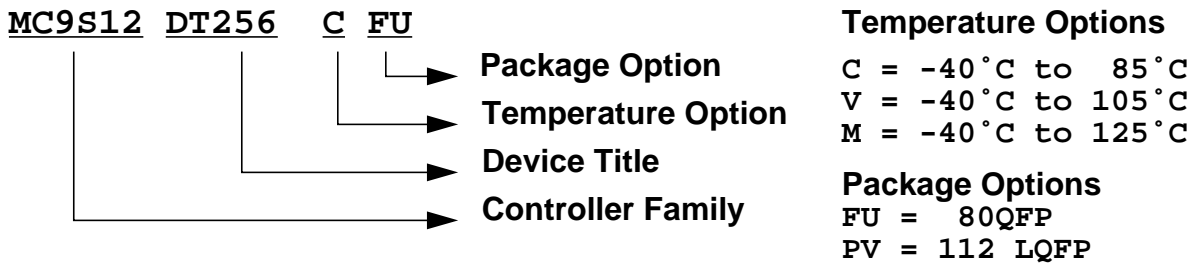 MC9S12 DT256 C FU
Package Option
Temperature Option
Device Title
Controller Family
Temperature Options
C = -40˚C to 85˚C
V = -40˚C to 105˚C
M = -40˚C to 125˚C
Package Options
FU = 80QFP
PV = 112 LQFP